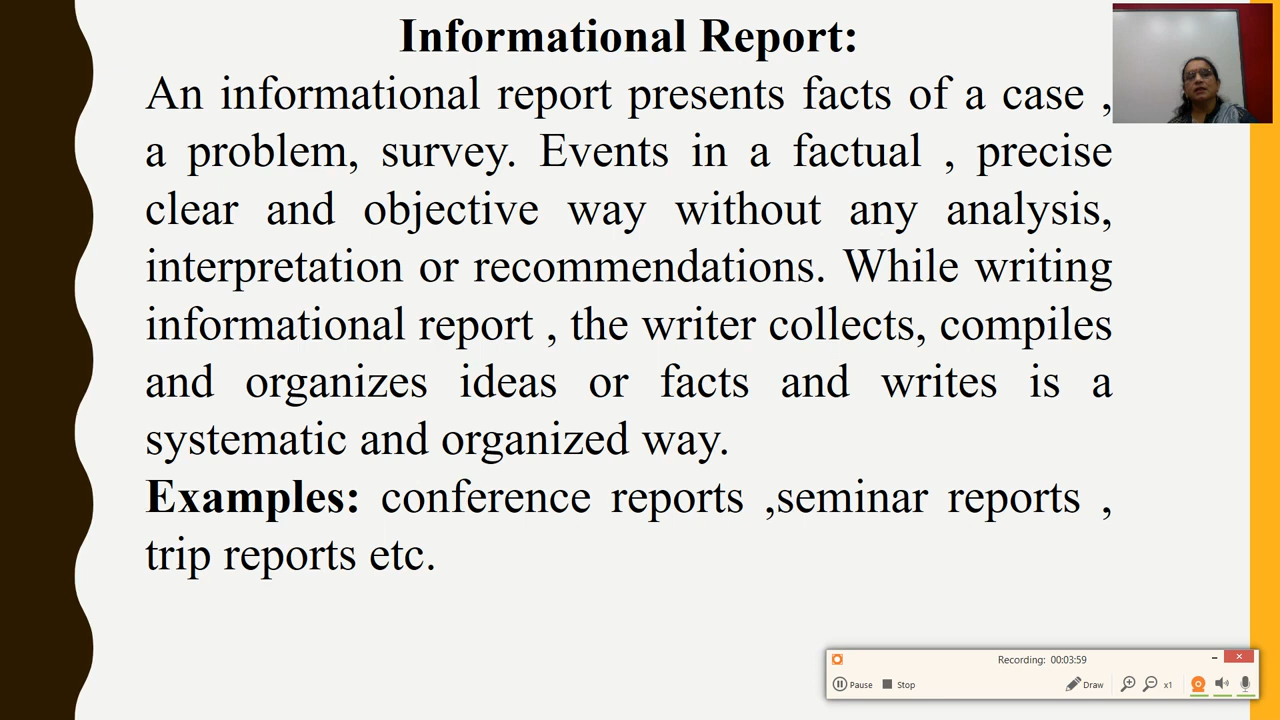 Informational Report:
An informational report presents facts of a case ,
a problem, survey. Events in a factual , precise
clear and objective way without any analysis,
interpretation or recommendations. While writing
informational report , the writer collects, compiles
and organizes ideas or facts and writes is a
systematic and organized way.
Examples: conference reports ,seminar reports ,
trip reports etc.
Recording: 00:03:59
Pause Stop Draw x1